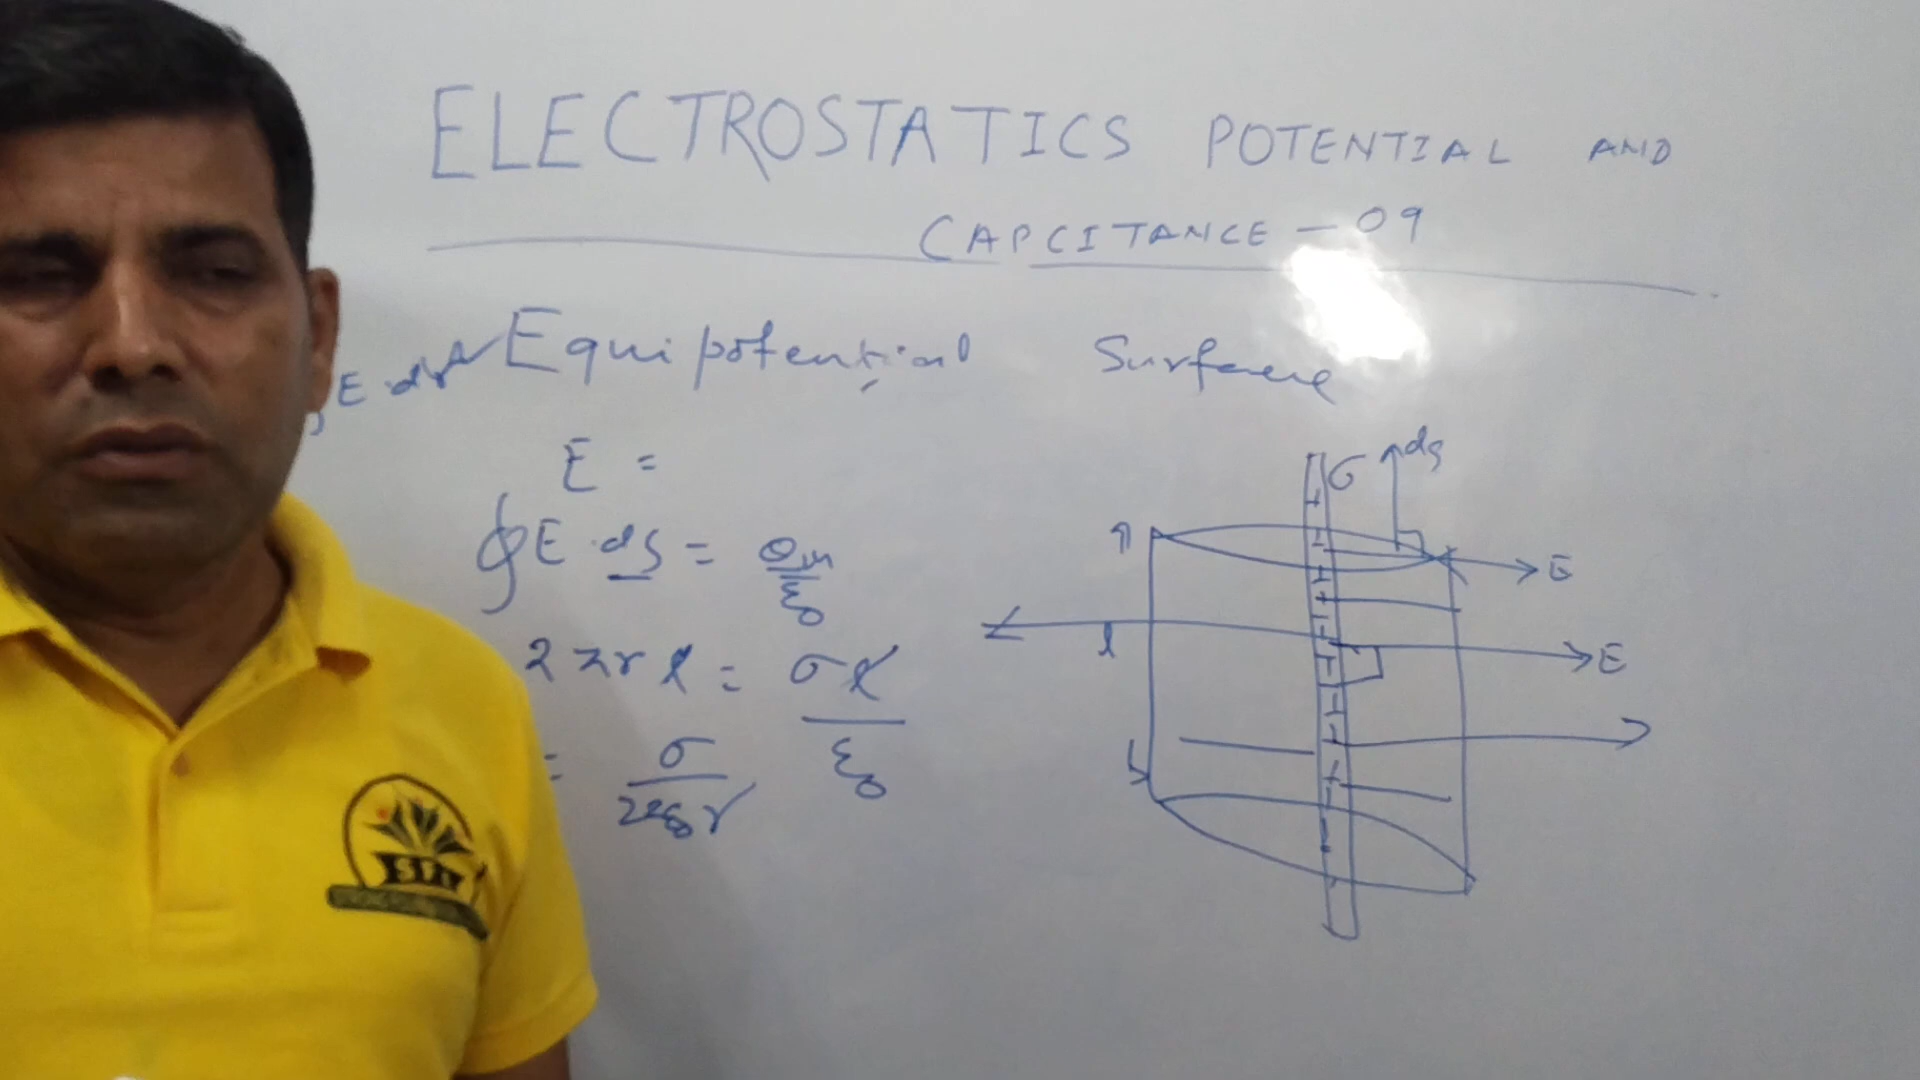 ELECTROSTATICS POTENTIAL AND
CAPCITANCE - 09
Equipotential Surface
E =
∮E · ds = Qin/ε0
2πrl = σl/ε0
= σ/2πε0r
σ
ds
E
l
E